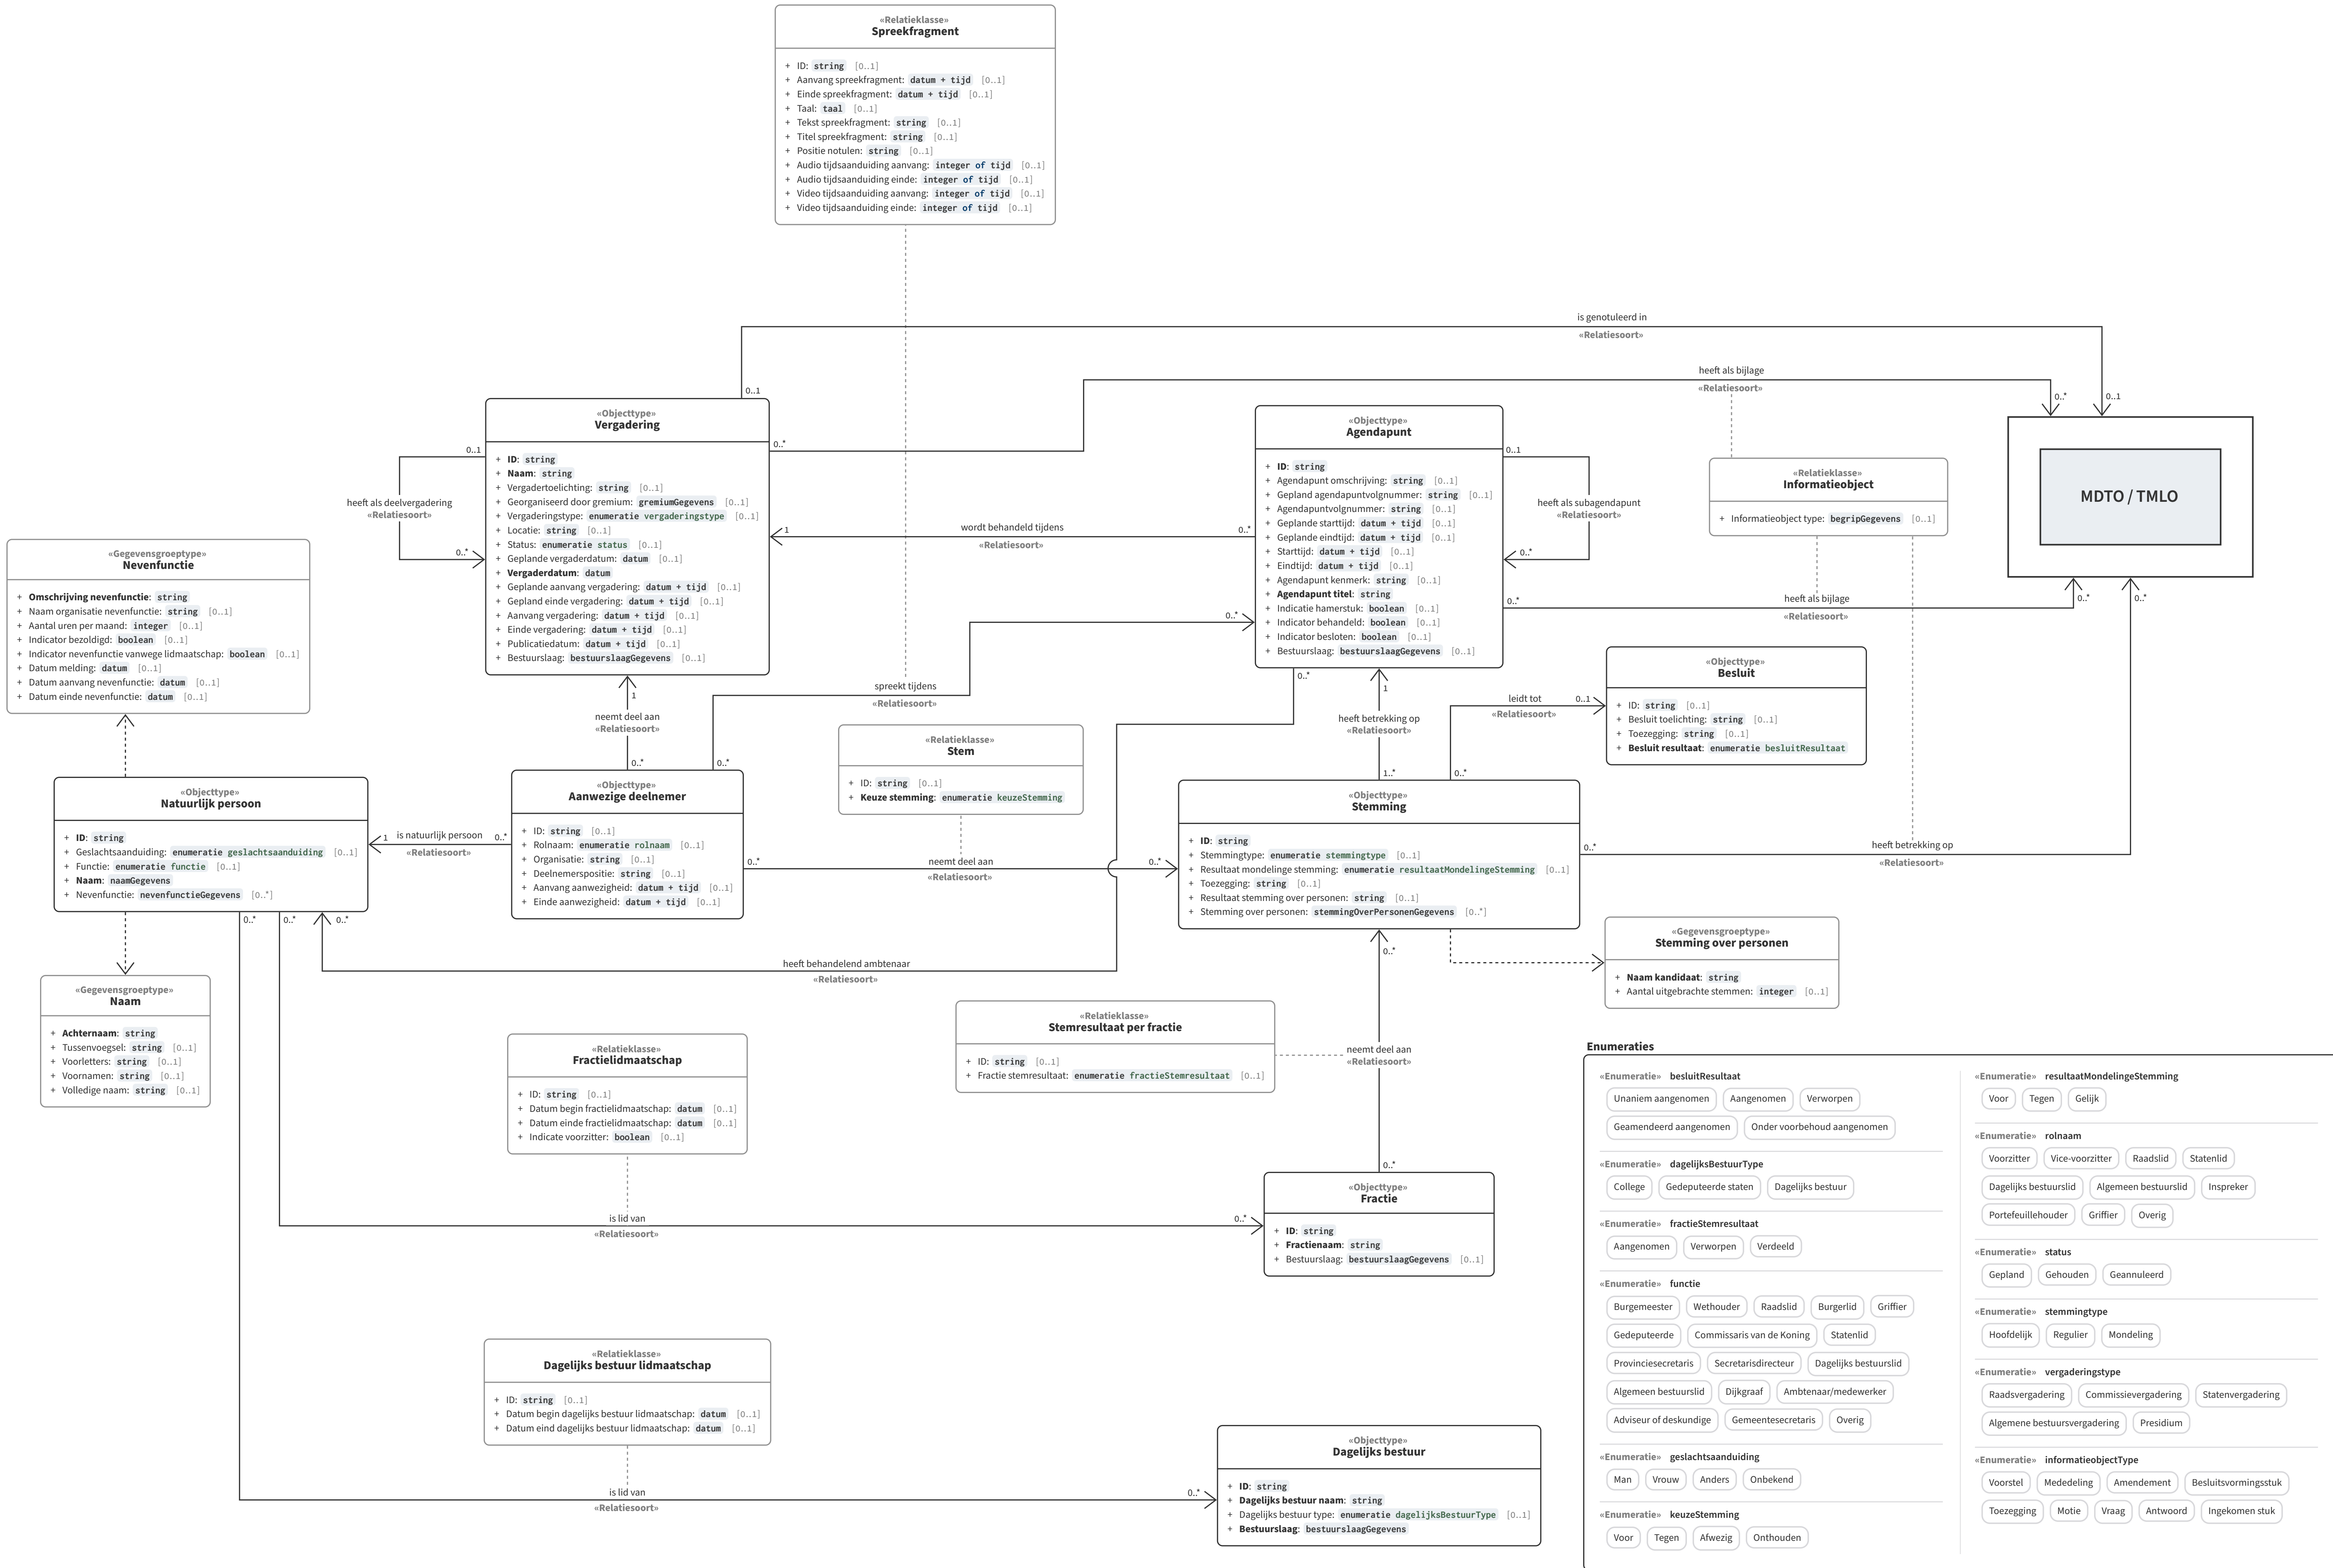 «Relatieklasse»
Spreekfragment
+ ID: string [0..1]
+ Aanvang spreekfragment: datum + tijd [0..1]
+ Einde spreekfragment: datum + tijd [0..1]
+ Taal: taal [0..1]
+ Tekst spreekfragment: string [0..1]
+ Titel spreekfragment: string [0..1]
+ Positie notulen: string [0..1]
+ Audio tijdsaanduiding aanvang: integer of tijd [0..1]
+ Audio tijdsaanduiding einde: integer of tijd [0..1]
+ Video tijdsaanduiding aanvang: integer of tijd [0..1]
+ Video tijdsaanduiding einde: integer of tijd [0..1]
is genotuleerd in
«Relatiesoort»
0..1
0..1
heeft als bijlage
«Relatiesoort»
0..*
0..*
«Objecttype»
Vergadering
+ ID: string
+ Naam: string
+ Vergadertoelichting: string [0..1]
+ Georganiseerd door gremium: gremiumGegevens [0..1]
+ Vergaderingstype: enumeratie vergaderingstype [0..1]
+ Locatie: string [0..1]
+ Status: enumeratie status [0..1]
+ Geplande vergaderdatum: datum [0..1]
+ Vergaderdatum: datum
+ Geplande aanvang vergadering: datum + tijd [0..1]
+ Gepland einde vergadering: datum + tijd [0..1]
+ Aanvang vergadering: datum + tijd [0..1]
+ Einde vergadering: datum + tijd [0..1]
+ Publicatiedatum: datum + tijd [0..1]
+ Bestuurslaag: bestuurslaagGegevens [0..1]
0..1
heeft als deelvergadering
«Relatiesoort»
0..*
1
wordt behandeld tijdens
«Relatiesoort»
0..*
«Objecttype»
Agendapunt
+ ID: string
+ Agendapunt omschrijving: string [0..1]
+ Gepland agendapuntvolgnummer: string [0..1]
+ Agendapuntvolgnummer: string [0..1]
+ Geplande starttijd: datum + tijd [0..1]
+ Geplande eindtijd: datum + tijd [0..1]
+ Starttijd: datum + tijd [0..1]
+ Eindtijd: datum + tijd [0..1]
+ Agendapunt kenmerk: string [0..1]
+ Agendapunt titel: string
+ Indicatie hamerstuk: boolean [0..1]
+ Indicator behandeld: boolean [0..1]
+ Indicator besloten: boolean [0..1]
+ Bestuurslaag: bestuurslaagGegevens [0..1]
0..1
heeft als subagendapunt
«Relatiesoort»
0..*
«Relatieklasse»
Informatieobject
+ Informatieobject type: begripGegevens [0..1]
MDTO / TMLO
0..*
heeft als bijlage
«Relatiesoort»
0..*
0..*
«Gegevensgroeptype»
Nevenfunctie
+ Omschrijving nevenfunctie: string
+ Naam organisatie nevenfunctie: string [0..1]
+ Aantal uren per maand: integer [0..1]
+ Indicator bezoldigd: boolean [0..1]
+ Indicator nevenfunctie vanwege lidmaatschap: boolean [0..1]
+ Datum melding: datum [0..1]
+ Datum aanvang nevenfunctie: datum [0..1]
+ Datum einde nevenfunctie: datum [0..1]
1
neemt deel aan
«Relatiesoort»
0..*
0..*
spreekt tijdens
«Relatiesoort»
0..*
0..*
1
heeft betrekking op
«Relatiesoort»
1..*
leidt tot
«Relatiesoort»
0..1
0..*
«Objecttype»
Besluit
+ ID: string [0..1]
+ Besluit toelichting: string [0..1]
+ Toezegging: string [0..1]
+ Besluit resultaat: enumeratie besluitResultaat
«Relatieklasse»
Stem
+ ID: string [0..1]
+ Keuze stemming: enumeratie keuzeStemming
«Objecttype»
Natuurlijk persoon
+ ID: string
+ Geslachtsaanduiding: enumeratie geslachtsaanduiding [0..1]
+ Functie: enumeratie functie [0..1]
+ Naam: naamGegevens
+ Nevenfunctie: nevenfunctieGegevens [0..*]
1
is natuurlijk persoon
«Relatiesoort»
0..*
«Objecttype»
Aanwezige deelnemer
+ ID: string [0..1]
+ Rolnaam: enumeratie rolnaam [0..1]
+ Organisatie: string [0..1]
+ Deelnemerspositie: string [0..1]
+ Aanvang aanwezigheid: datum + tijd [0..1]
+ Einde aanwezigheid: datum + tijd [0..1]
0..*
neemt deel aan
«Relatiesoort»
0..*
«Objecttype»
Stemming
+ ID: string
+ Stemmingtype: enumeratie stemmingtype [0..1]
+ Resultaat mondelinge stemming: enumeratie resultaatMondelingeStemming [0..1]
+ Toezegging: string [0..1]
+ Resultaat stemming over personen: string [0..1]
+ Stemming over personen: stemmingOverPersonenGegevens [0..*]
0..*
heeft betrekking op
«Relatiesoort»
0..*
0..*
0..*
heeft behandelend ambtenaar
«Relatiesoort»
0..*
«Gegevensgroeptype»
Stemming over personen
+ Naam kandidaat: string
+ Aantal uitgebrachte stemmen: integer [0..1]
«Gegevensgroeptype»
Naam
+ Achternaam: string
+ Tussenvoegsel: string [0..1]
+ Voorletters: string [0..1]
+ Voornamen: string [0..1]
+ Volledige naam: string [0..1]
«Relatieklasse»
Fractielidmaatschap
+ ID: string [0..1]
+ Datum begin fractielidmaatschap: datum [0..1]
+ Datum einde fractielidmaatschap: datum [0..1]
+ Indicate voorzitter: boolean [0..1]
«Relatieklasse»
Stemresultaat per fractie
+ ID: string [0..1]
+ Fractie stemresultaat: enumeratie fractieStemresultaat [0..1]
0..*
neemt deel aan
«Relatiesoort»
0..*
is lid van
«Relatiesoort»
0..*
«Objecttype»
Fractie
+ ID: string
+ Fractienaam: string
+ Bestuurslaag: bestuurslaagGegevens [0..1]
«Relatieklasse»
Dagelijks bestuur lidmaatschap
+ ID: string [0..1]
+ Datum begin dagelijks bestuur lidmaatschap: datum [0..1]
+ Datum eind dagelijks bestuur lidmaatschap: datum [0..1]
is lid van
«Relatiesoort»
0..*
«Objecttype»
Dagelijks bestuur
+ ID: string
+ Dagelijks bestuur naam: string
+ Dagelijks bestuur type: enumeratie dagelijksBestuurType [0..1]
+ Bestuurslaag: bestuurslaagGegevens
Enumeraties
«Enumeratie» besluitResultaat
Unaniem aangenomen Aangenomen Verworpen
Geamendeerd aangenomen Onder voorbehoud aangenomen
«Enumeratie» dagelijksBestuurType
College Gedeputeerde staten Dagelijks bestuur
«Enumeratie» fractieStemresultaat
Aangenomen Verworpen Verdeeld
«Enumeratie» functie
Burgemeester Wethouder Raadslid Burgerlid Griffier
Gedeputeerde Commissaris van de Koning Statenlid
Provinciesecretaris Secretarisdirecteur Dagelijks bestuurslid
Algemeen bestuurslid Dijkgraaf Ambtenaar/medewerker
Adviseur of deskundige Gemeentesecretaris Overig
«Enumeratie» geslachtsaanduiding
Man Vrouw Anders Onbekend
«Enumeratie» keuzeStemming
Voor Tegen Afwezig Onthouden
«Enumeratie» resultaatMondelingeStemming
Voor Tegen Gelijk
«Enumeratie» rolnaam
Voorzitter Vice-voorzitter Raadslid Statenlid
Dagelijks bestuurslid Algemeen bestuurslid Inspreker
Portefeuillehouder Griffier Overig
«Enumeratie» status
Gepland Gehouden Geannuleerd
«Enumeratie» stemmingtype
Hoofdelijk Regulier Mondeling
«Enumeratie» vergaderingstype
Raadsvergadering Commissievergadering Statenvergadering
Algemene bestuursvergadering Presidium
«Enumeratie» informatieobjectType
Voorstel Mededeling Amendement Besluitsvormingsstuk
Toezegging Motie Vraag Antwoord Ingekomen stuk